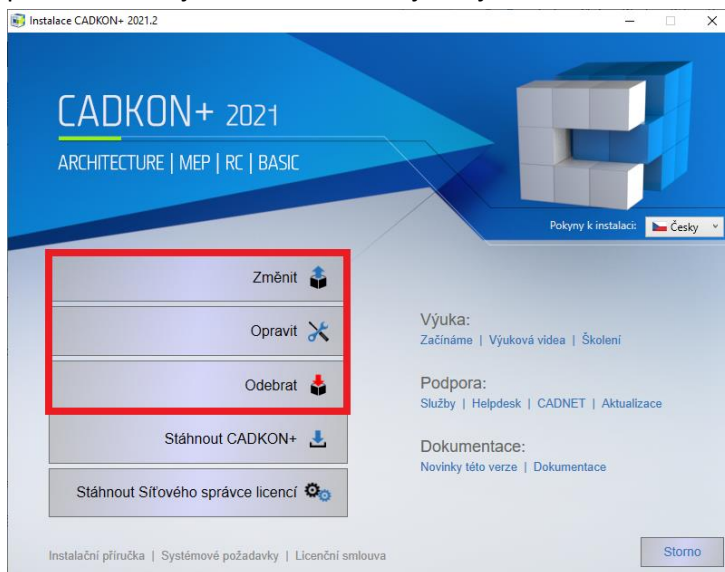 Instalace CADKON+ 2021.2
CADKON+ 2021
ARCHITECTURE | MEP | RC | BASIC
Pokyny k instalaci: Česky
Změnit
Opravit
Odebrat
Stáhnout CADKON+
Stáhnout Síťového správce licencí
Výuka:
Začínáme | Výuková videa | Školení
Podpora:
Služby | Helpdesk | CADNET | Aktualizace
Dokumentace:
Novinky této verze | Dokumentace
Instalační příručka | Systémové požadavky | Licenční smlouva
Storno